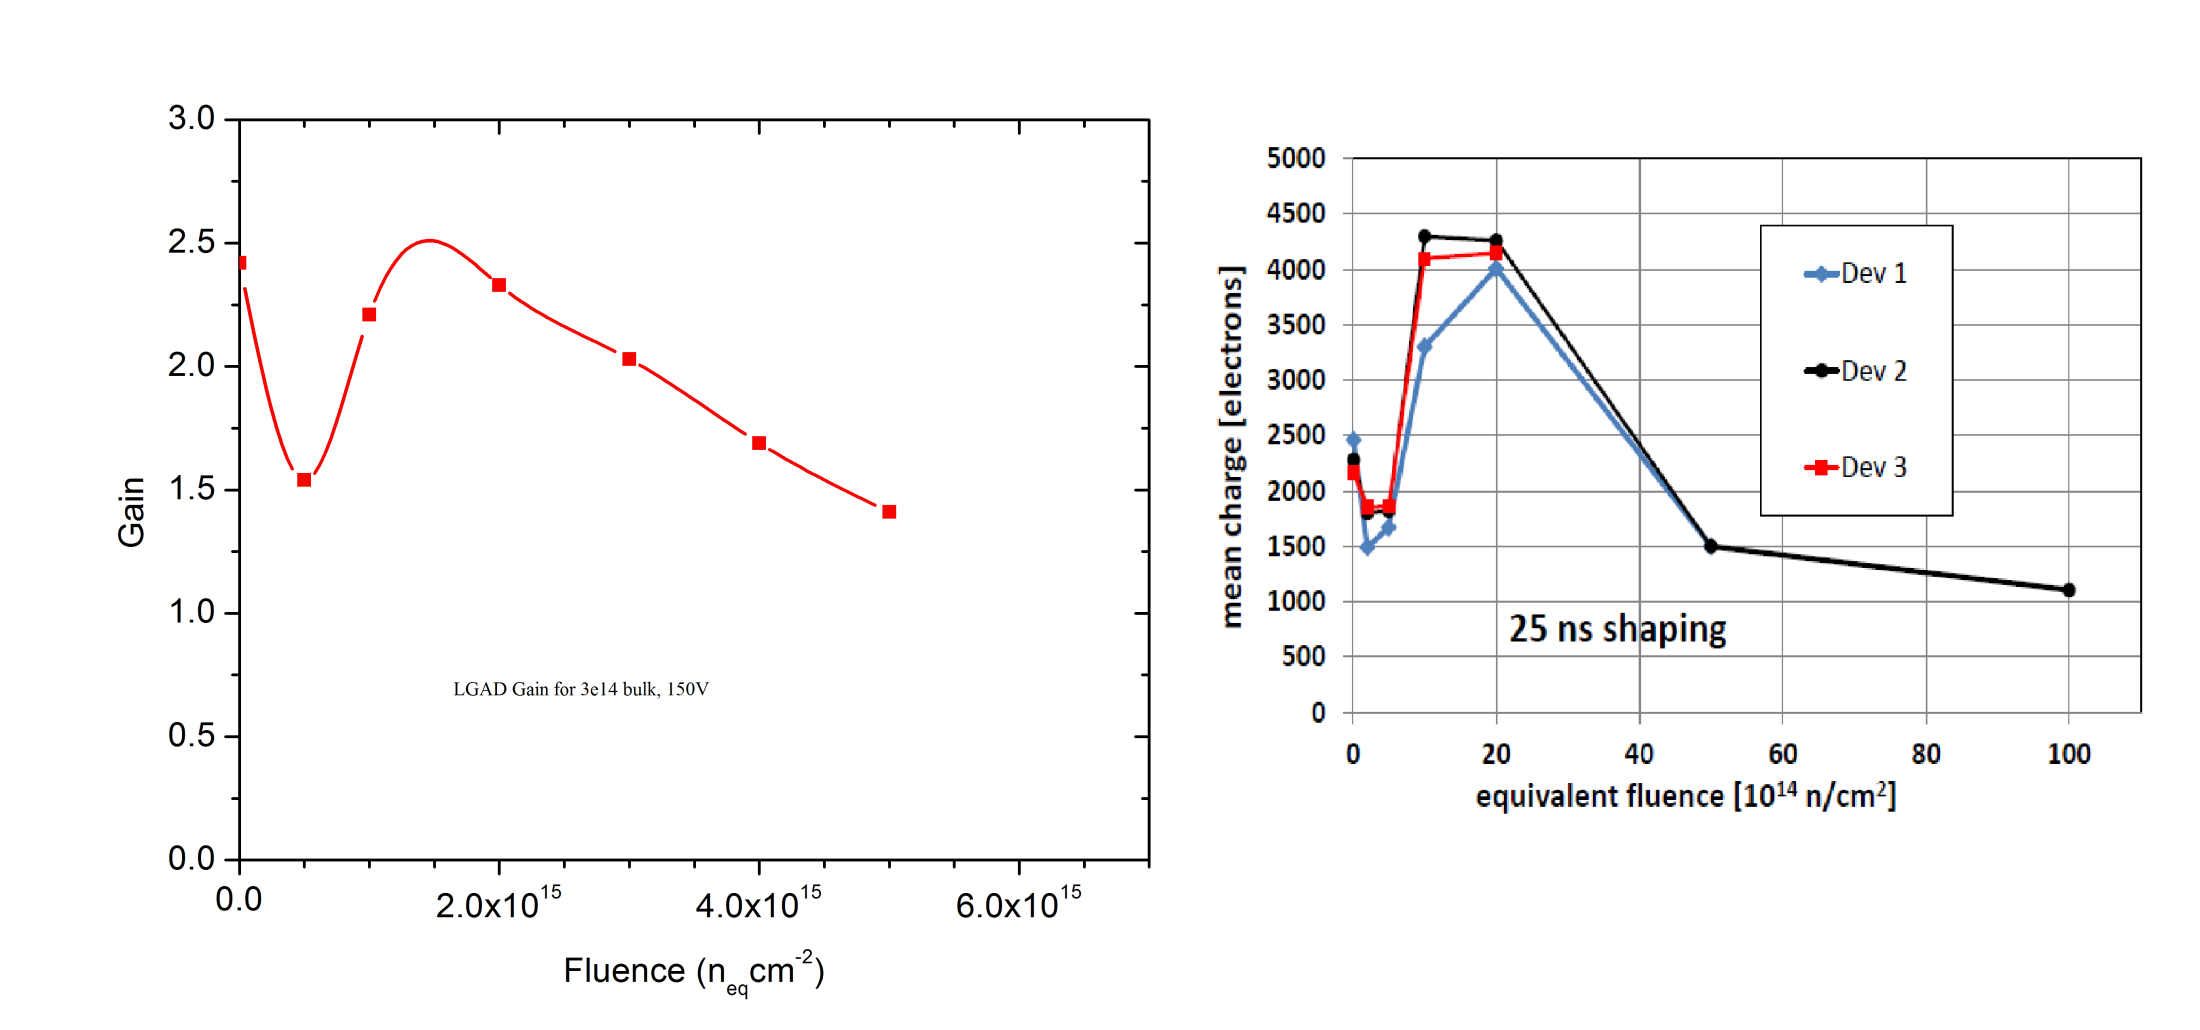 3.0
2.5
2.0
1.5
1.0
0.5
0.0
Gain
0.0
2.0x10^15
4.0x10^15
6.0x10^15
Fluence (n_eq cm^-2)
LGAD Gain for 3e14 bulk, 150V
5000
4500
4000
3500
3000
2500
2000
1500
1000
500
0
mean charge [electrons]
Dev 1
Dev 2
Dev 3
25 ns shaping
0 20 40 60 80 100
equivalent fluence [10^14 n/cm^2]